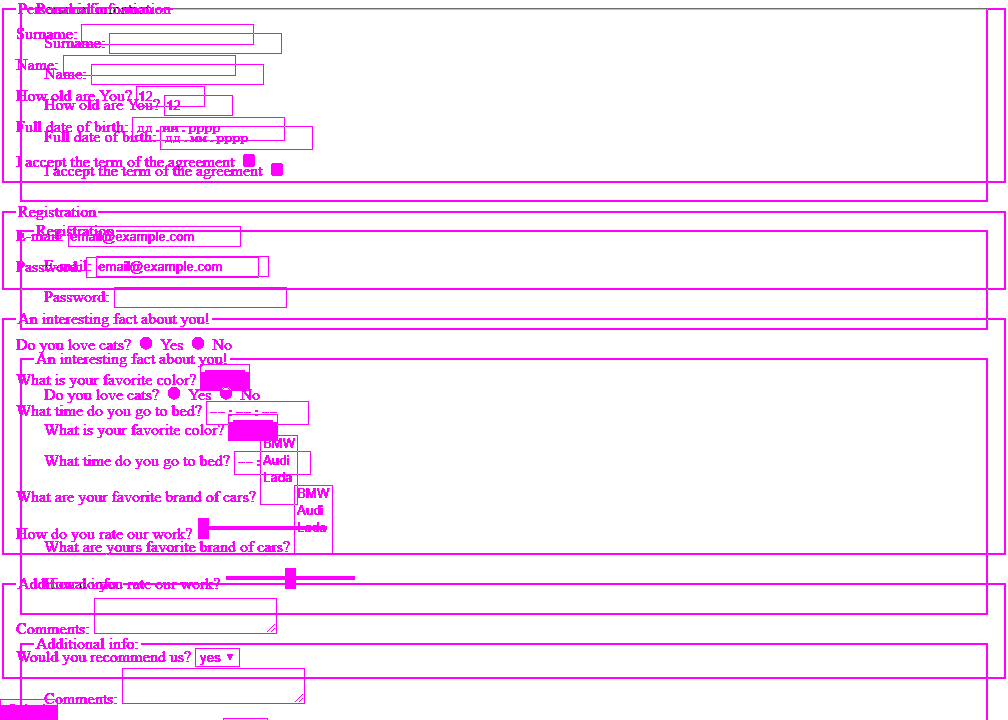 Personal information
Personal information
Surname:
Surname:
Name:
Name:
How old are You? 12
How old are You? 12
Full date of birth: дд.мм.гггг
Full date of birth: дд.мм.гггг
I accept the term of the agreement
I accept the term of the agreement
Registration
Registration
E-mail: email@example.com
Password:
E-mail: email@example.com
Password:
An interesting fact about you!
Do you love cats? Yes No
An interesting fact about you!
What is your favorite color?
Do you love cats? Yes No
What time do you go to bed? --:--:--
What is your favorite color?
BMW
What time do you go to bed? --:
Audi
Lada
What are your favorite brand of cars?
BMW
Audi
Lada
How do you rate our work?
What are yours favorite brand of cars?
Additional info:
How do you rate our work?
Comments:
Additional info:
Would you recommend us? yes
Comments: